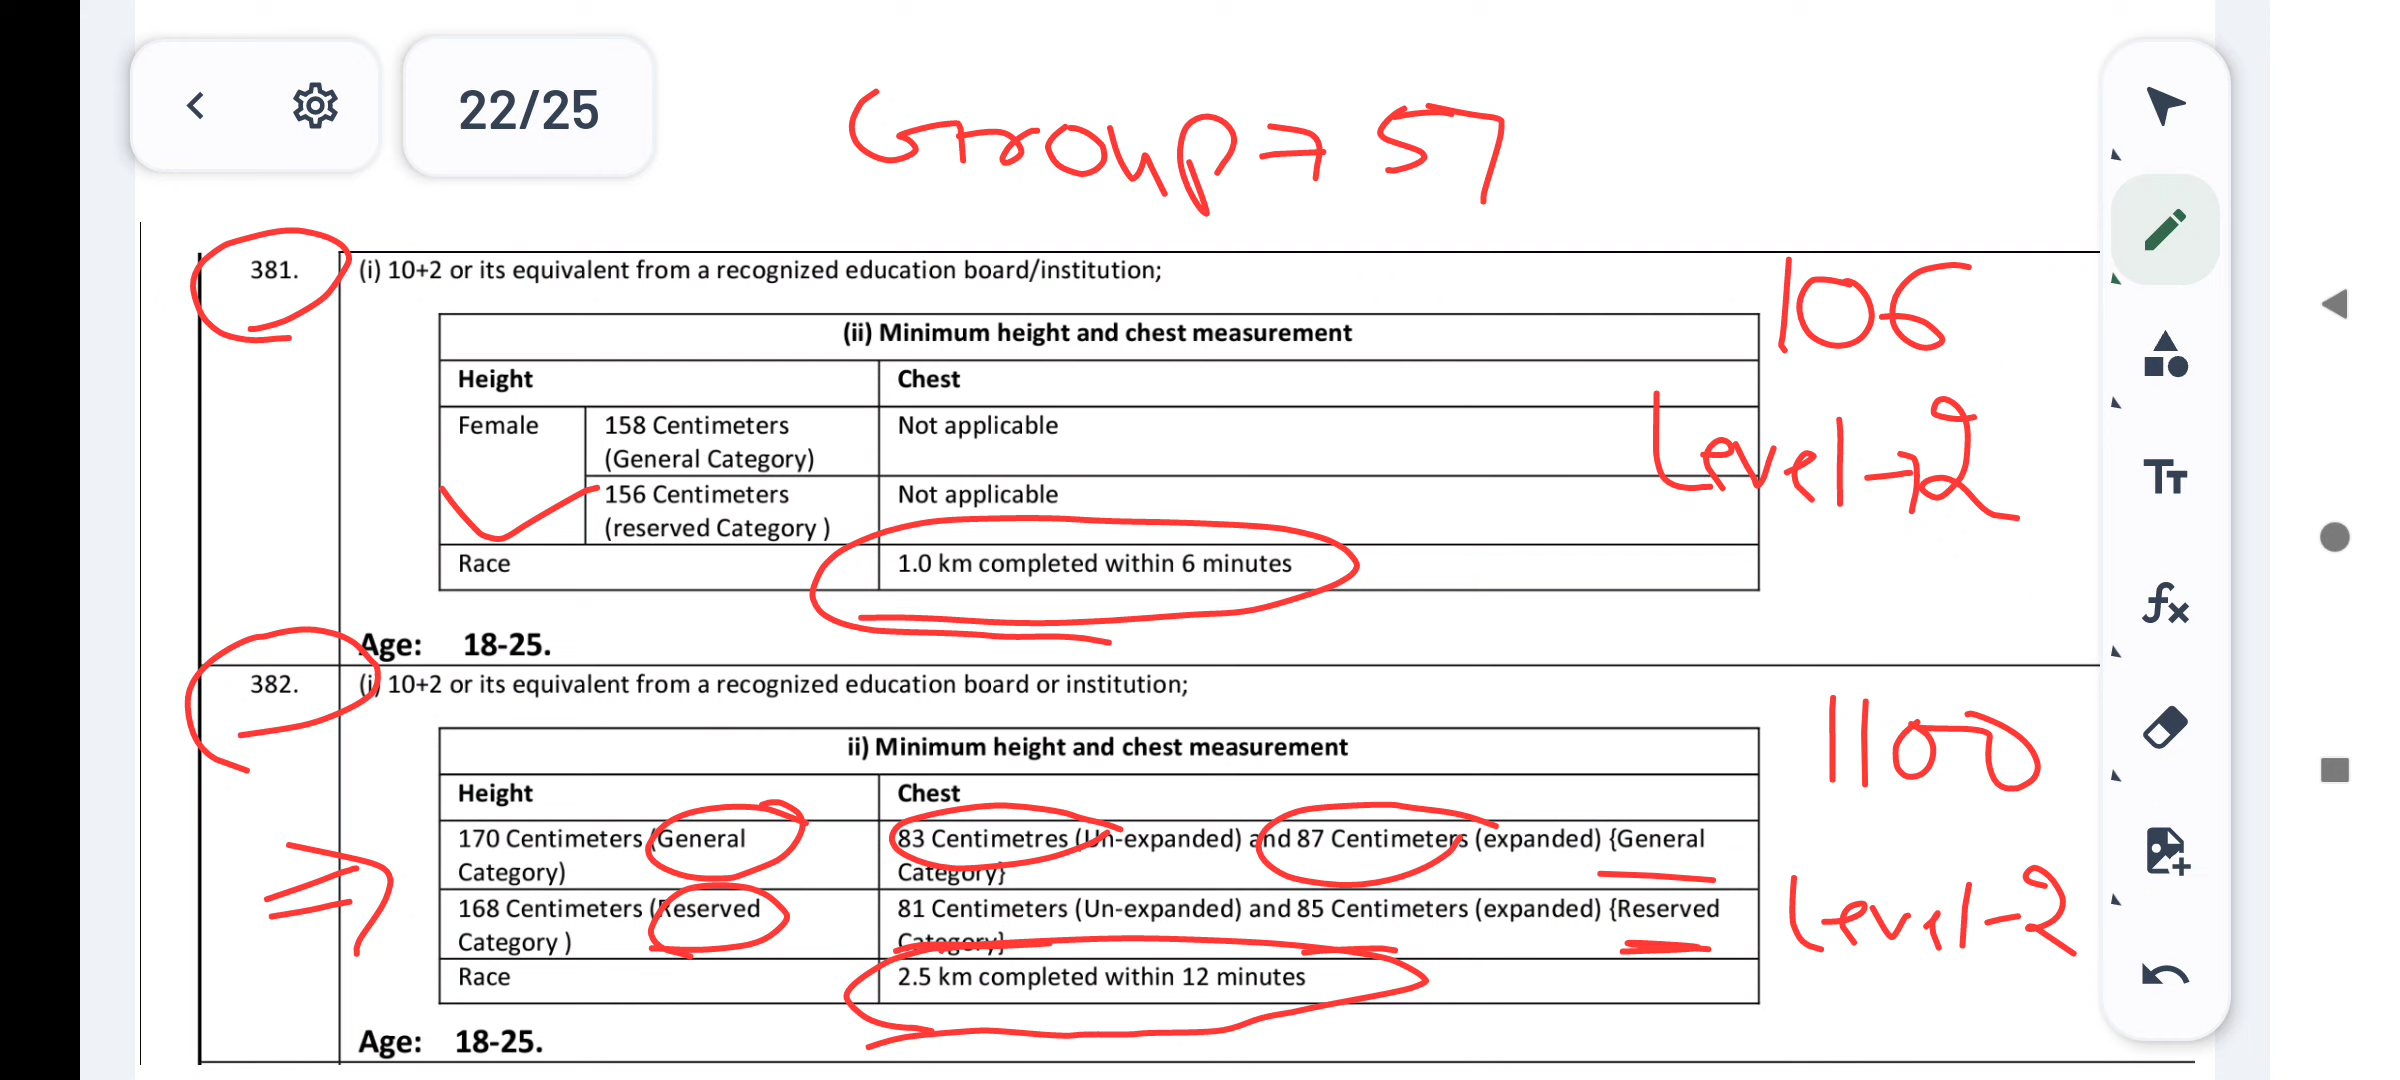 22/25
Group → 57
381.
(i) 10+2 or its equivalent from a recognized education board/institution;
106
(ii) Minimum height and chest measurement
Height Chest
Female 158 Centimeters (General Category) Not applicable
Level-2
156 Centimeters (reserved Category ) Not applicable
Race 1.0 km completed within 6 minutes
Age: 18-25.
382.
(i) 10+2 or its equivalent from a recognized education board or institution;
1100
ii) Minimum height and chest measurement
Height Chest
170 Centimeters (General Category) 83 Centimetres (Un-expanded) and 87 Centimeters (expanded) {General Category}
168 Centimeters (Reserved Category ) 81 Centimeters (Un-expanded) and 85 Centimeters (expanded) {Reserved Category}
Level-2
Race 2.5 km completed within 12 minutes
Age: 18-25.
TT
fx